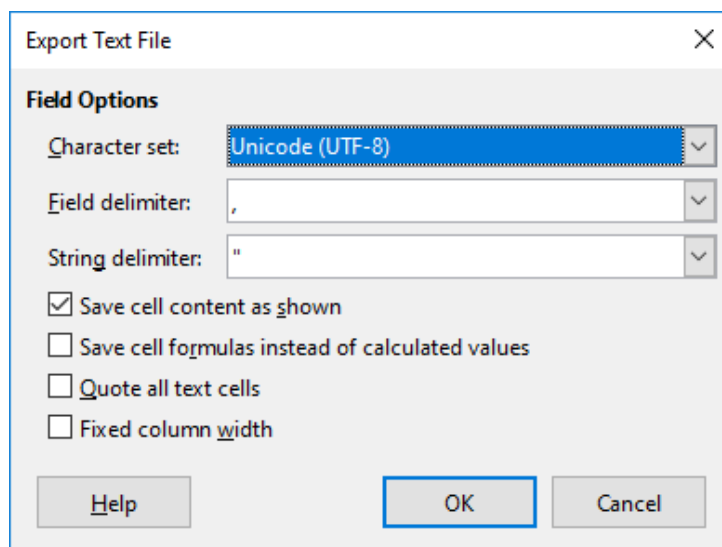 Export Text File
Field Options
Character set: Unicode (UTF-8)
Field delimiter: ,
String delimiter: "
Save cell content as shown
Save cell formulas instead of calculated values
Quote all text cells
Fixed column width
Help OK Cancel